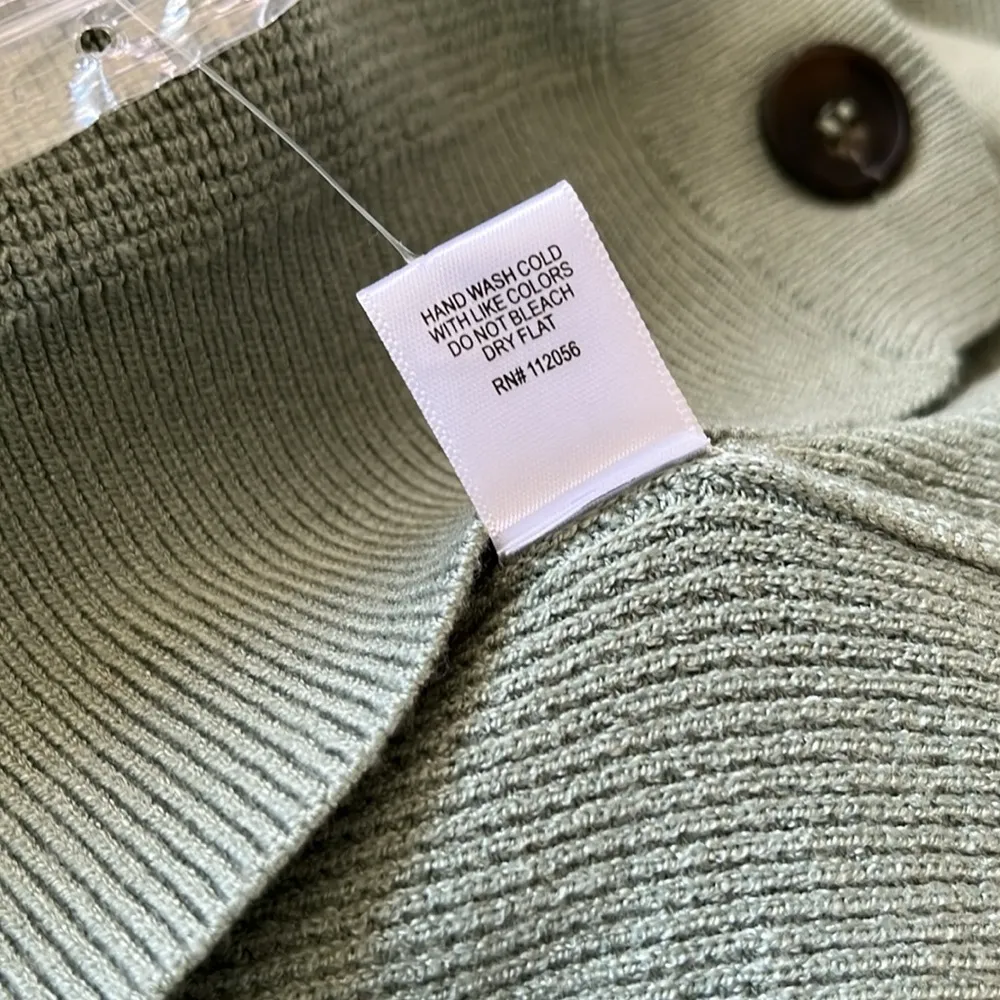 HAND WASH COLD
WITH LIKE COLORS
DO NOT BLEACH
DRY FLAT
RN# 112056